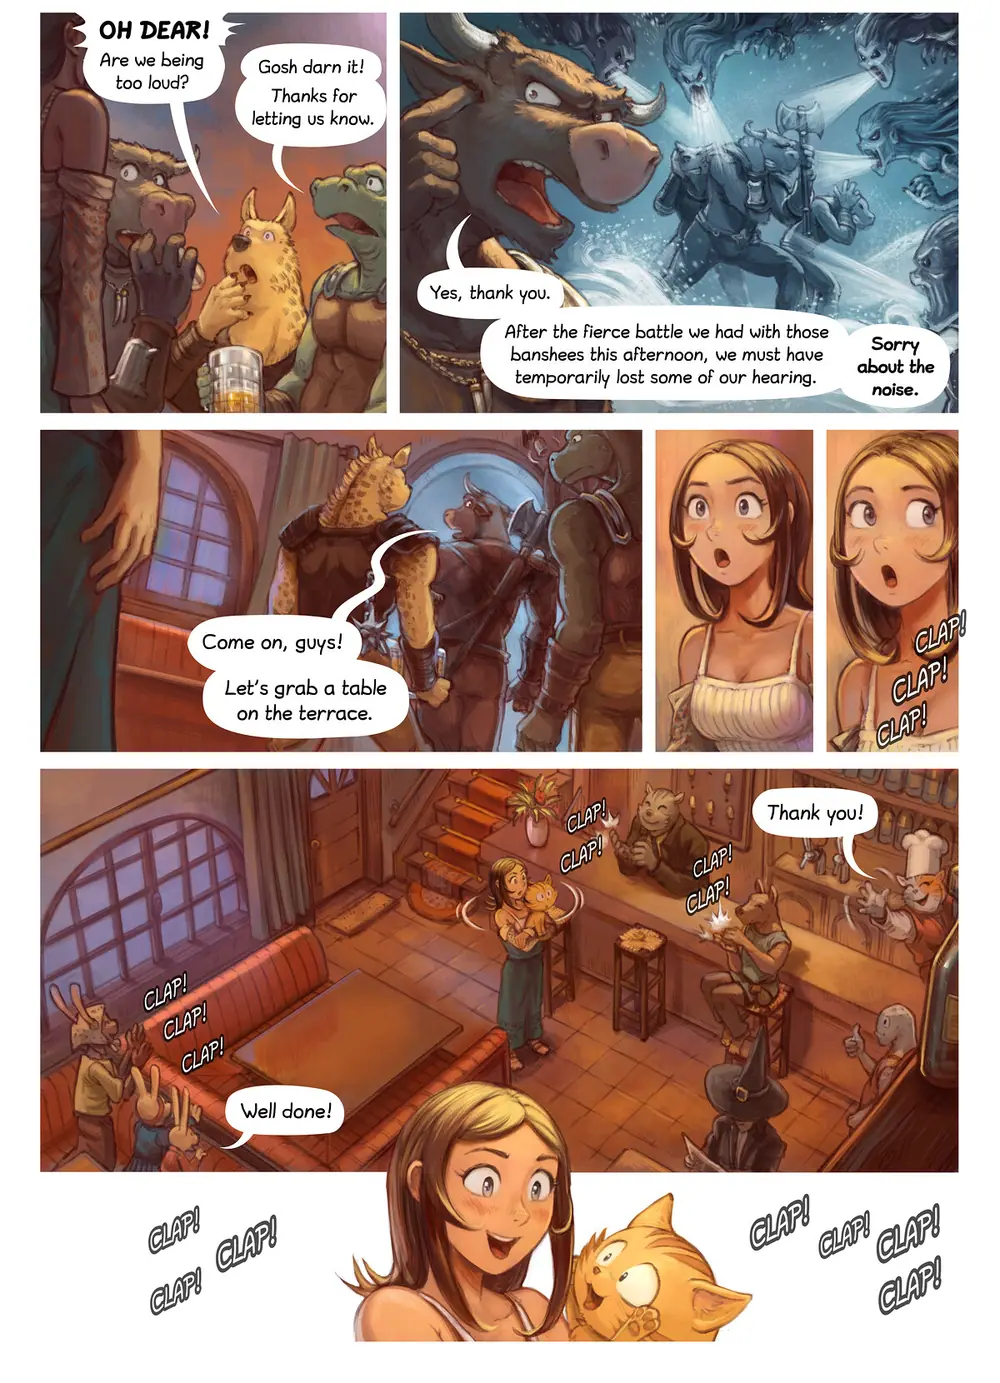 OH DEAR!
Are we being
too loud?
Gosh darn it!
Thanks for
letting us know.
Yes, thank you.
After the fierce battle we had with those
banshees this afternoon, we must have
temporarily lost some of our hearing.
Sorry
about the
noise.
Come on, guys!
Let's grab a table
on the terrace.
CLAP!
CLAP!
CLAP!
Thank you!
CLAP!
CLAP!
CLAP!
CLAP!
CLAP!
CLAP!
CLAP!
Well done!
CLAP!
CLAP!
CLAP!
CLAP!
CLAP!
CLAP!
CLAP!